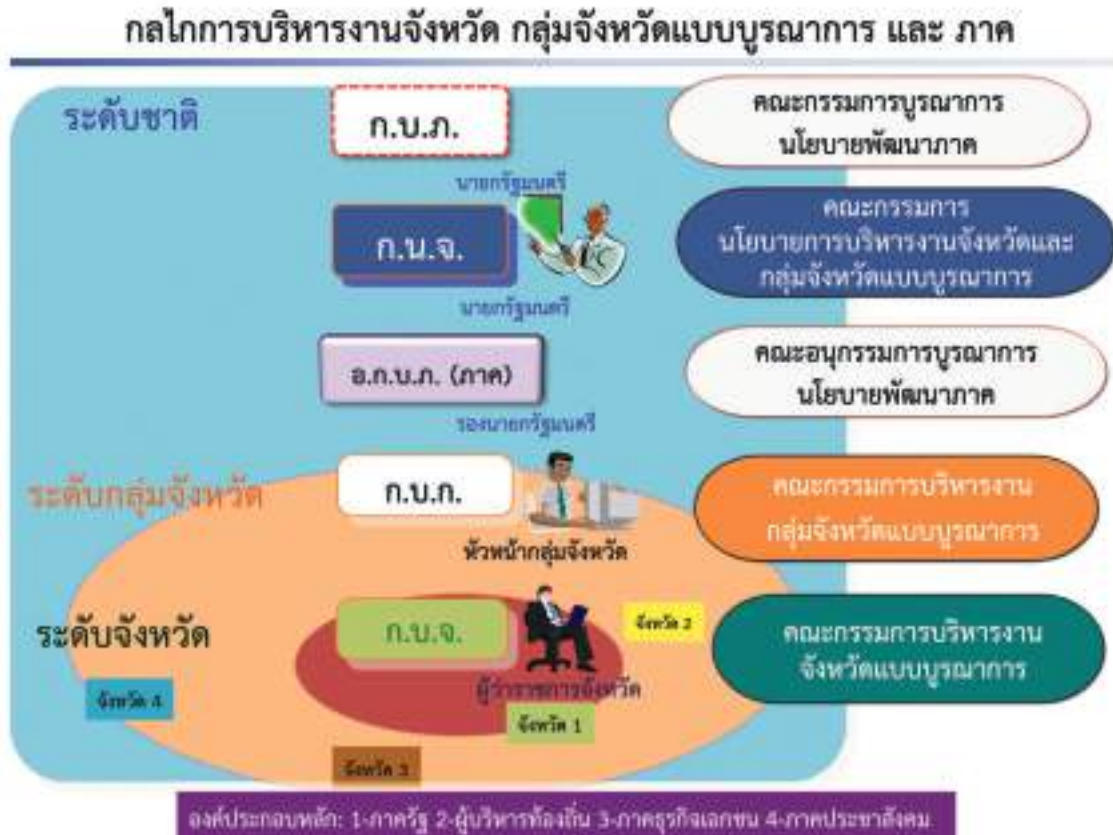 กลไกการบริหารงานจังหวัด กลุ่มจังหวัดแบบบูรณาการ และ ภาค
ระดับชาติ
ก.บ.ภ.
คณะกรรมการบูรณาการ
นโยบายพัฒนาภาค
นายกรัฐมนตรี
ก.น.จ.
คณะกรรมการ
นโยบายการบริหารงานจังหวัดและ
กลุ่มจังหวัดแบบบูรณาการ
นายกรัฐมนตรี
อ.ก.บ.ภ. (ภาค)
คณะอนุกรรมการบูรณาการ
นโยบายพัฒนาภาค
รองนายกรัฐมนตรี
ระดับกลุ่มจังหวัด
ก.บ.ก.
คณะกรรมการบริหารงาน
กลุ่มจังหวัดแบบบูรณาการ
หัวหน้ากลุ่มจังหวัด
ระดับจังหวัด
ก.บ.จ.
จังหวัด 2
คณะกรรมการบริหารงาน
จังหวัดแบบบูรณาการ
ผู้ว่าราชการจังหวัด
จังหวัด 4
จังหวัด 1
จังหวัด 3
องค์ประกอบหลัก: 1-ภาครัฐ 2-ผู้บริหารท้องถิ่น 3-ภาคธุรกิจเอกชน 4-ภาคประชาสังคม